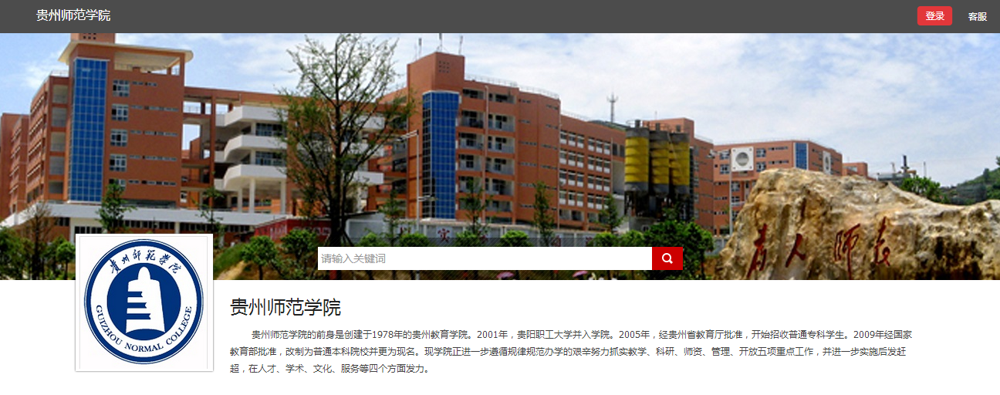 贵州师范学院
登录
客服
实
请输入关键词
育人 师表
贵州师范学院
GUIZHOU NORMAL COLLEGE
贵州师范学院
贵州师范学院的前身是创建于1978年的贵州教育学院。2001年，贵阳职工大学并入学院。2005年，经贵州省教育厅批准，开始招收普通专科学生。2009年经国
家教育部批准，改制为普通本科院校并更为现名。现学院正进一步遵循规律规范办学的艰辛努力抓实教学、科研、师资、管理、开放五项重点工作，并进一步实施后发赶
超，在人才、学术、文化、服务等四个方面发力。